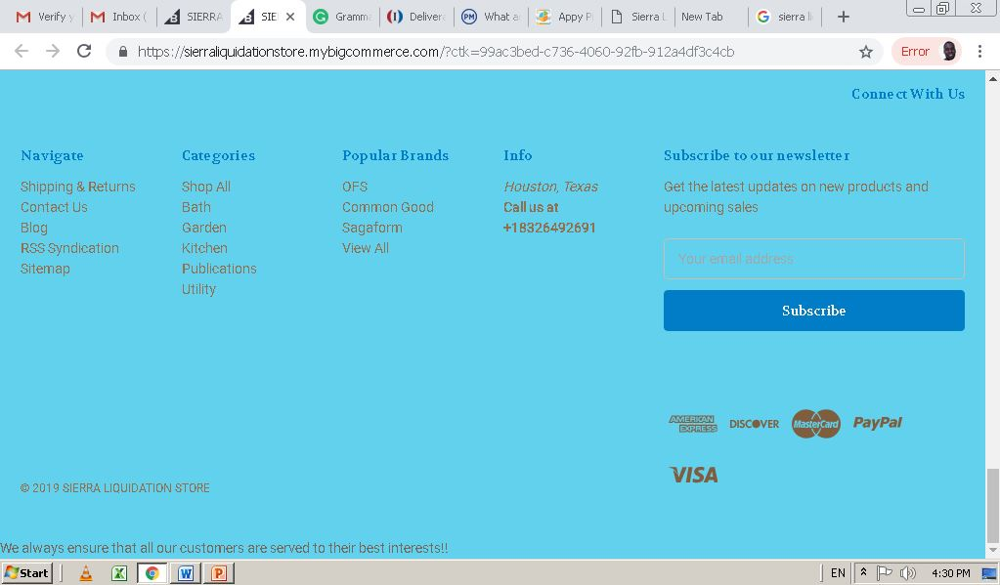 Verify y
Inbox (
SIERRA
SIE
Gramma
Deliver
What a
Appy P
Sierra L
New Tab
sierra li
https://sierraliquidationstore.mybigcommerce.com/?ctk=99ac3bed-c736-4060-92fb-912a4df3c4cb
Error
Connect With Us
Navigate
Shipping & Returns
Contact Us
Blog
RSS Syndication
Sitemap
Categories
Shop All
Bath
Garden
Kitchen
Publications
Utility
Popular Brands
OFS
Common Good
Sagaform
View All
Info
Houston, Texas
Call us at
+18326492691
Subscribe to our newsletter
Get the latest updates on new products and
upcoming sales
Your email address
Subscribe
AMERICAN
EXPRESS
DISCOVER
MasterCard
PayPal
VISA
© 2019 SIERRA LIQUIDATION STORE
We always ensure that all our customers are served to their best interests!!
Start
EN
4:30 PM